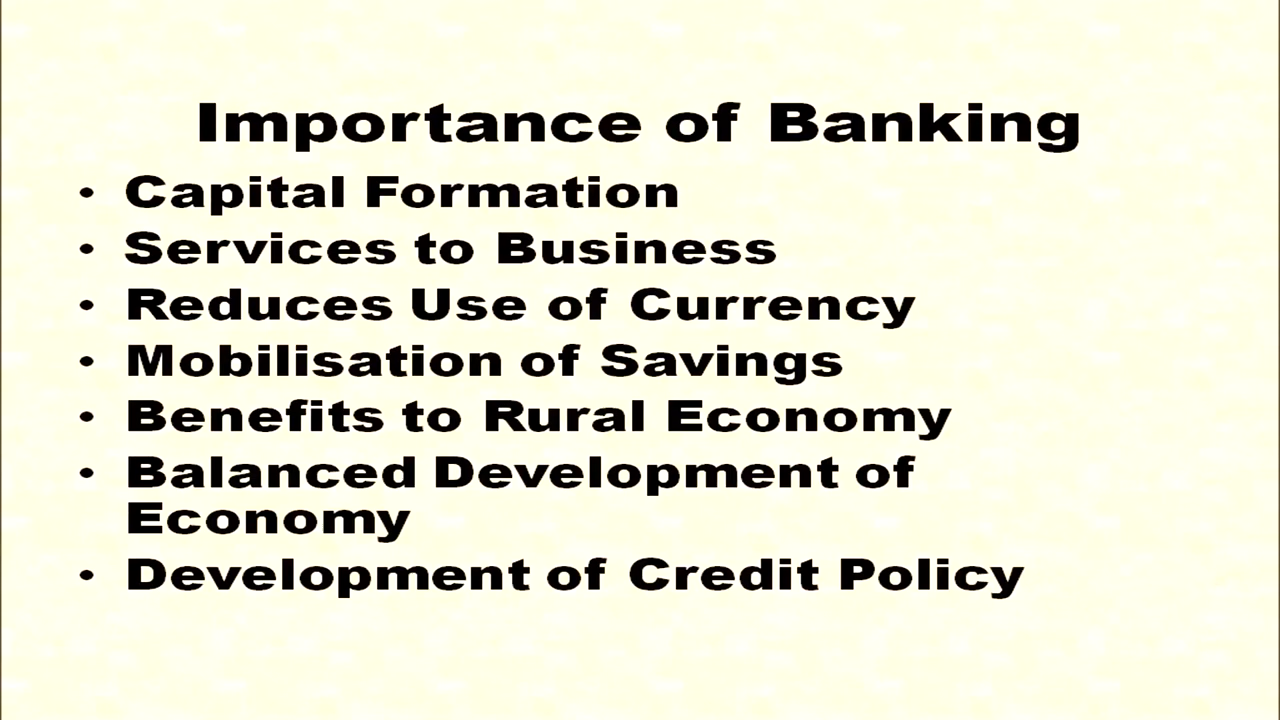 Importance of Banking
• Capital Formation
• Services to Business
• Reduces Use of Currency
• Mobilisation of Savings
• Benefits to Rural Economy
• Balanced Development of
Economy
• Development of Credit Policy